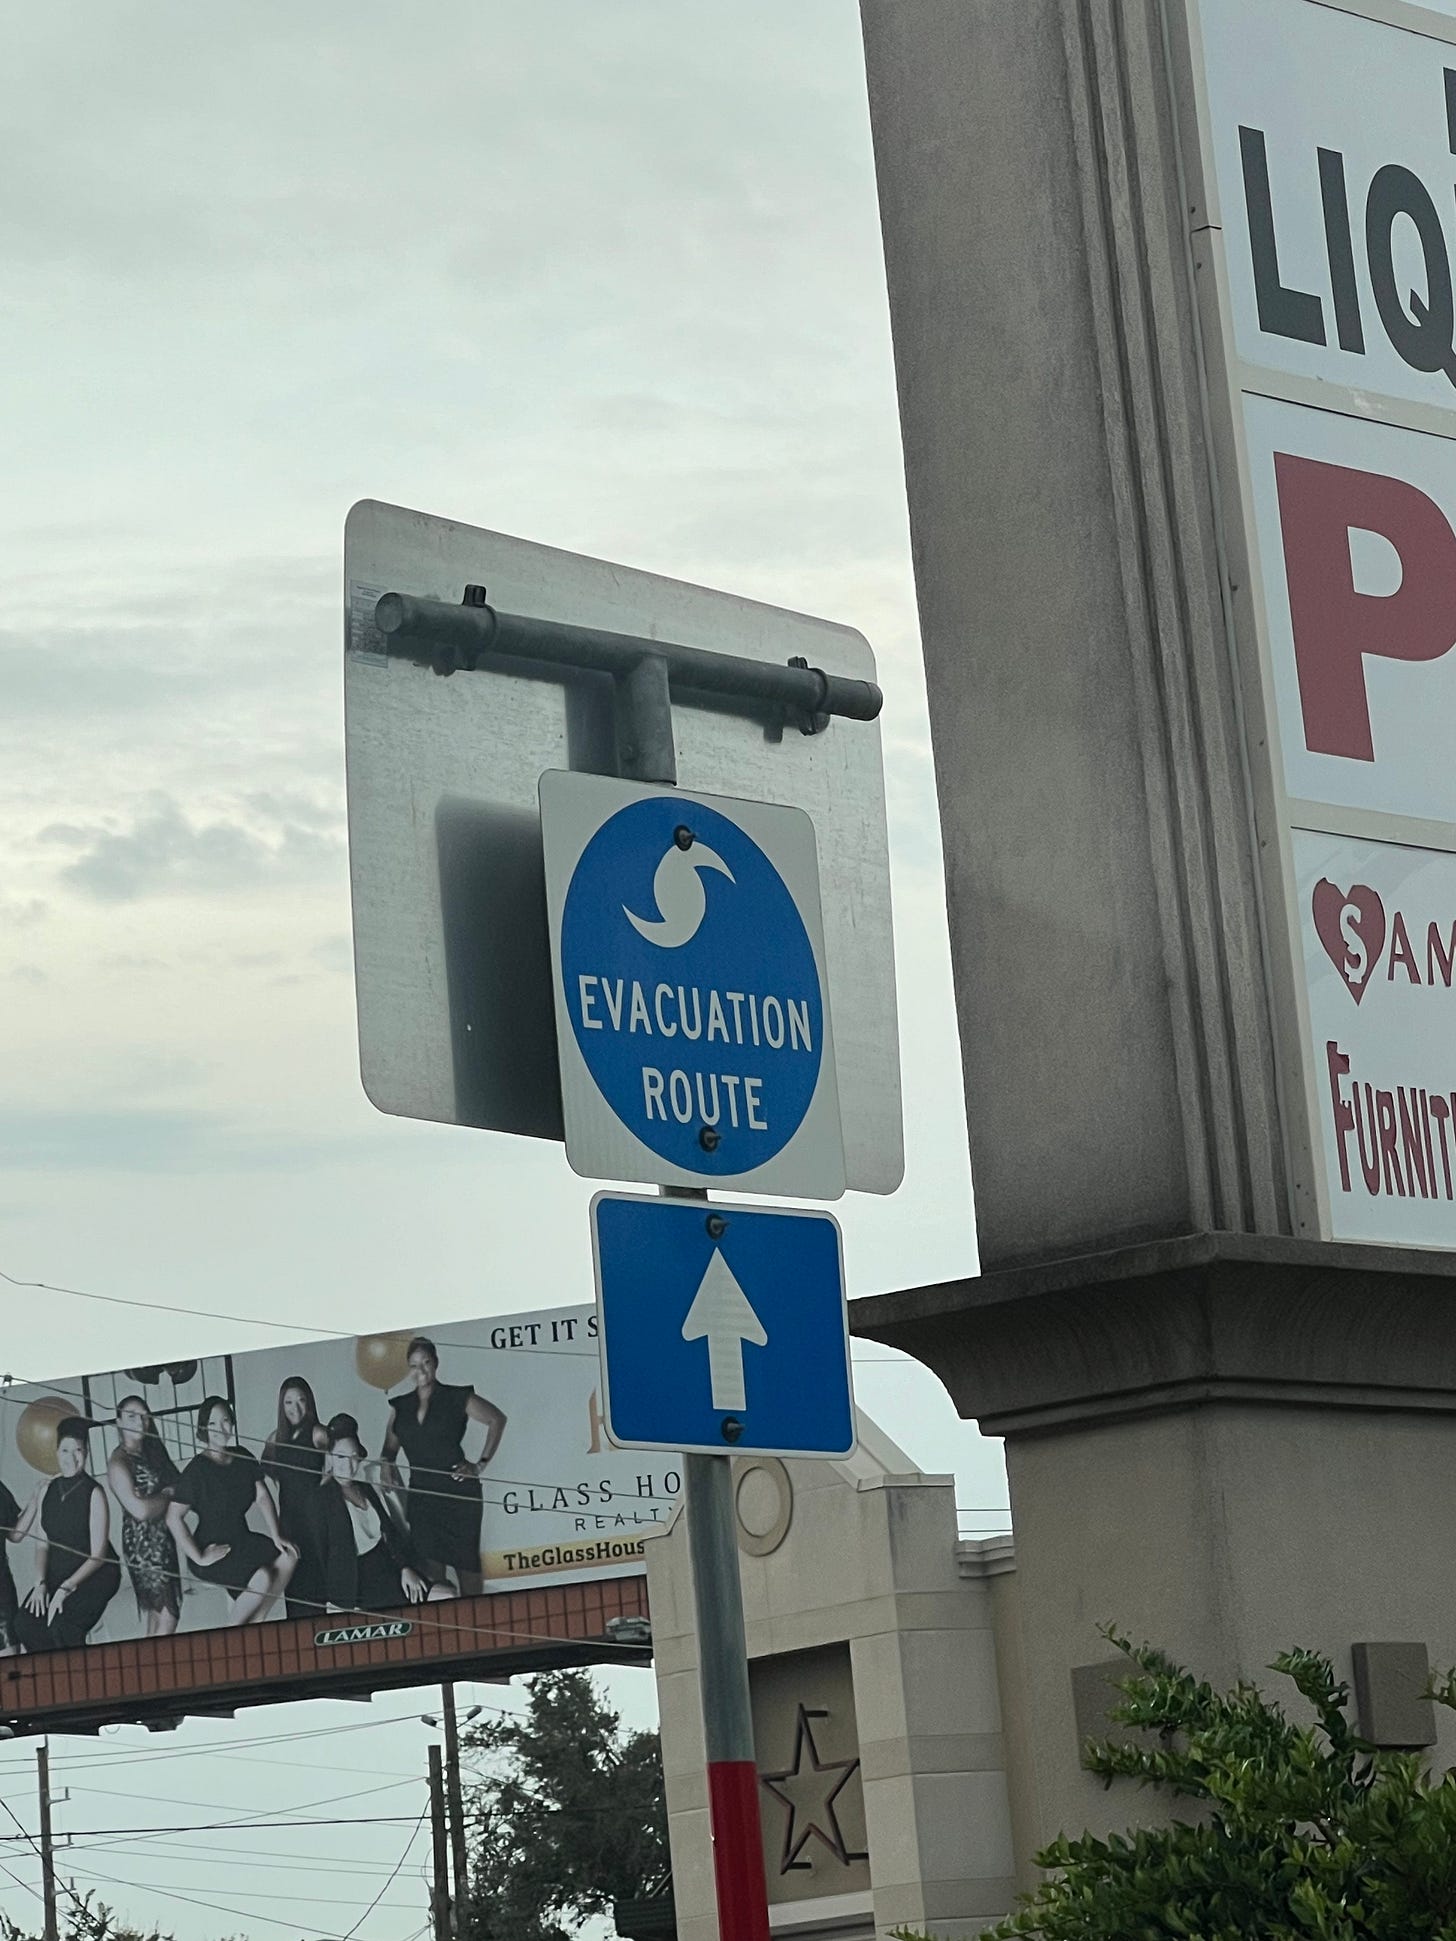 LIQ
P
SAM
FURNIT
EVACUATION
ROUTE
GET IT S
GLASS HO
REALTY
TheGlassHous
LAMAR